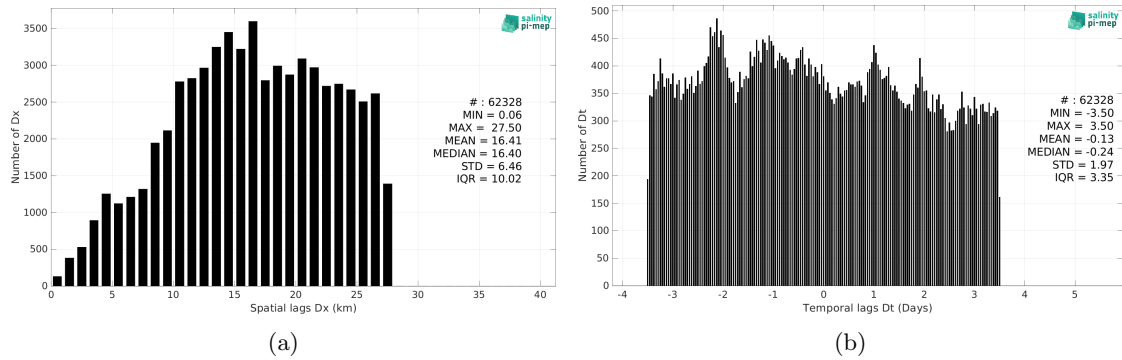 3500
3000
2500
2000
1500
1000
500
0
Number of Dx
salinity
pi-mep
# : 62328
MIN = 0.06
MAX = 27.50
MEAN = 16.41
MEDIAN = 16.40
STD = 6.46
IQR = 10.02
0 5 10 15 20 25 30 35 40
Spatial lags Dx (km)
(a)
500
450
400
350
300
250
200
150
100
50
0
Number of Dt
salinity
pi-mep
# : 62328
MIN = -3.50
MAX = 3.50
MEAN = -0.13
MEDIAN = -0.24
STD = 1.97
IQR = 3.35
-4 -3 -2 -1 0 1 2 3 4 5
Temporal lags Dt (Days)
(b)